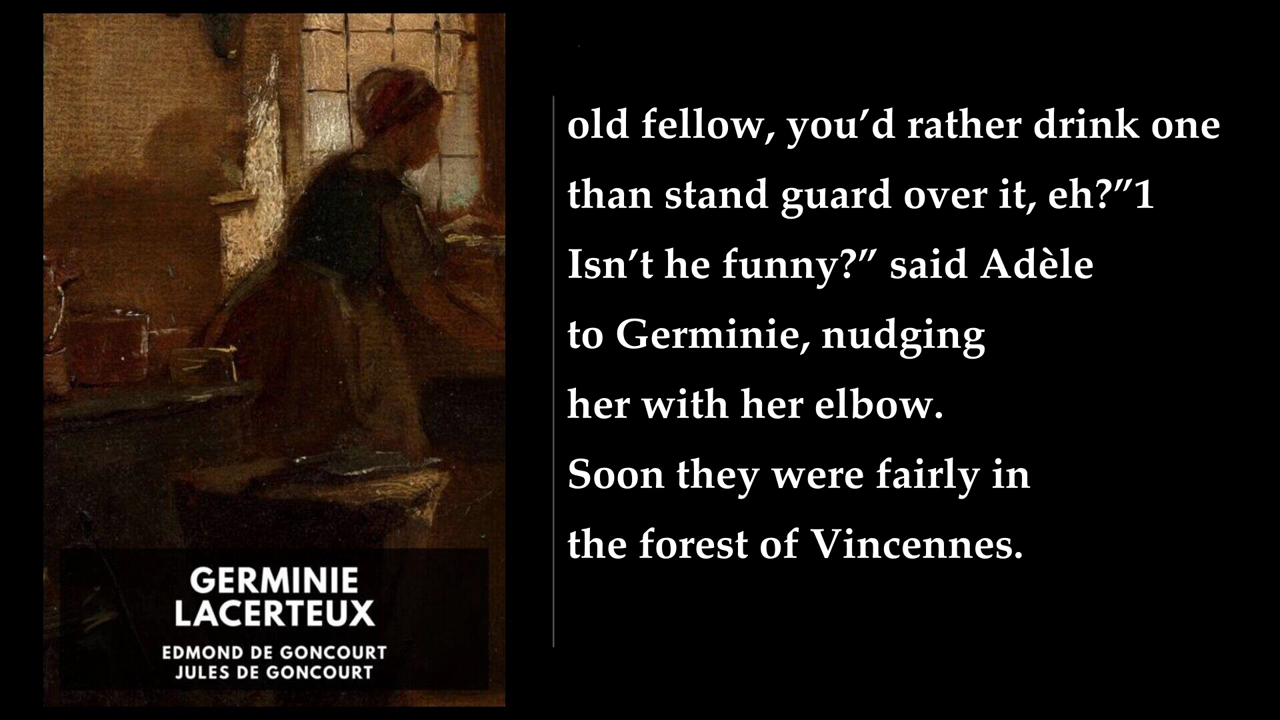 old fellow, you’d rather drink one
than stand guard over it, eh?”1
Isn’t he funny?” said Adèle
to Germinie, nudging
her with her elbow.
Soon they were fairly in
the forest of Vincennes.
GERMINIE
LACERTEUX
EDMOND DE GONCOURT
JULES DE GONCOURT